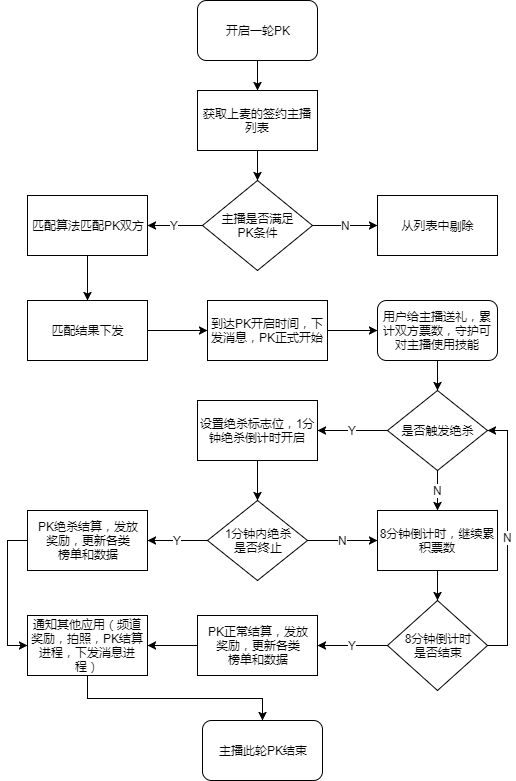 开启一轮PK
获取上麦的签约主播
列表
主播是否满足
PK条件
Y
N
匹配算法匹配PK双方
从列表中剔除
匹配结果下发
到达PK开启时间，下
发消息，PK正式开始
用户给主播送礼，累
计双方票数，守护可
对主播使用技能
设置绝杀标志位，1分
钟绝杀倒计时开启
Y
是否触发绝杀
N
PK绝杀结算，发放
奖励，更新各类
榜单和数据
Y
1分钟内绝杀
是否终止
N
8分钟倒计时，继续累
积票数
N
通知其他应用（频道
奖励，拍照，PK结算
进程，下发消息进
程）
PK正常结算，发放
奖励，更新各类
榜单和数据
Y
8分钟倒计时
是否结束
主播此轮PK结束